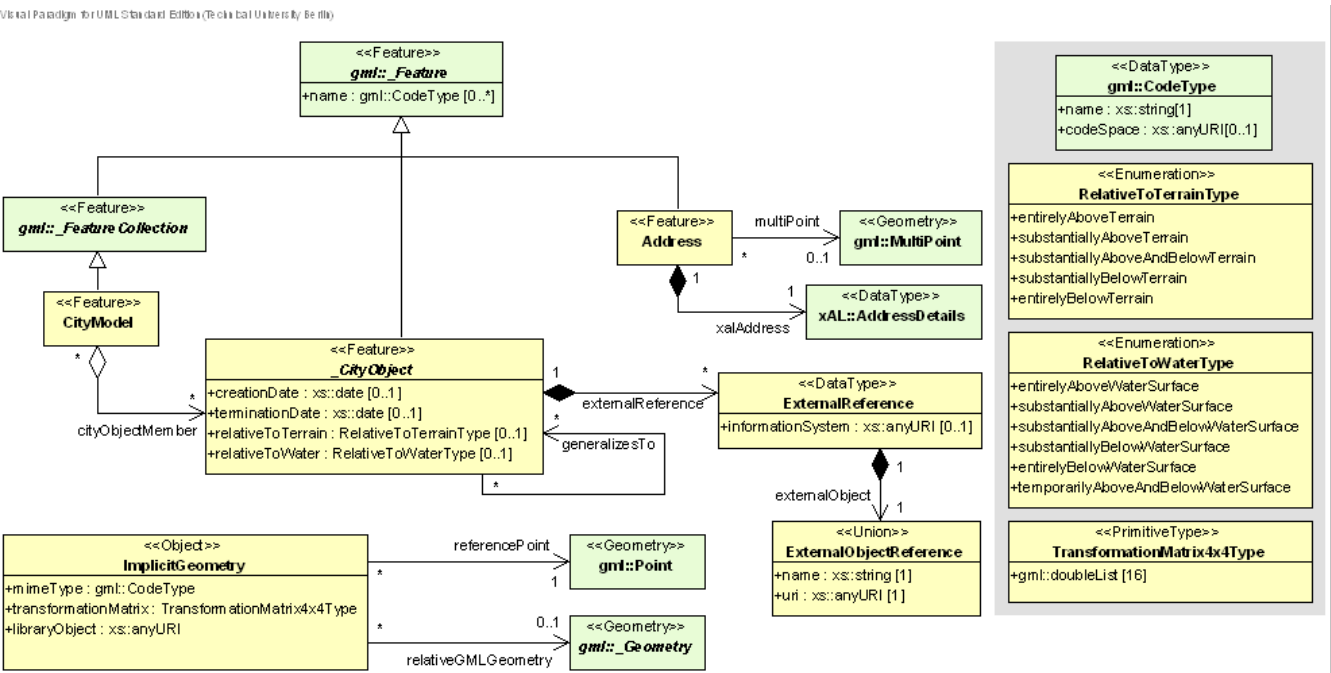 Visual Paradigm for UML Standard Edition(Technical University Berlin)
<<Feature>>
gml::_Feature
+name : gml::CodeType [0..*]
<<Feature>>
gml::_FeatureCollection
<<Feature>>
CityModel
*
*
cityObjectMember
<<Feature>>
_CityObject
+creationDate : xs::date [0..1]
+terminationDate : xs::date [0..1]
+relativeToTerrain : RelativeToTerrainType [0..1]
+relativeToWater : RelativeToWaterType [0..1]
*
generalizesTo
*
1
externalReference
*
<<Feature>>
Address
multiPoint
*
0..1
<<Geometry>>
gml::MultiPoint
1
1
xalAddress
<<DataType>>
xAL::AddressDetails
<<DataType>>
ExternalReference
+informationSystem : xs::anyURI [0..1]
1
externalObject
1
<<Union>>
ExternalObjectReference
+name : xs::string [1]
+uri : xs::anyURI [1]
<<Object>>
ImplicitGeometry
+mimeType : gml::CodeType
+transformationMatrix : TransformationMatrix4x4Type
+libraryObject : xs::anyURI
referencePoint
*
1
<<Geometry>>
gml::Point
*
0..1
relativeGMLGeometry
<<Geometry>>
gml::_Geometry
<<DataType>>
gml::CodeType
+name : xs::string[1]
+codeSpace : xs::anyURI[0..1]
<<Enumeration>>
RelativeToTerrainType
+entirelyAboveTerrain
+substantiallyAboveTerrain
+substantiallyAboveAndBelowTerrain
+substantiallyBelowTerrain
+entirelyBelowTerrain
<<Enumeration>>
RelativeToWaterType
+entirelyAboveWaterSurface
+substantiallyAboveWaterSurface
+substantiallyAboveAndBelowWaterSurface
+substantiallyBelowWaterSurface
+entirelyBelowWaterSurface
+temporarilyAboveAndBelowWaterSurface
<<PrimitiveType>>
TransformationMatrix4x4Type
+gml::doubleList [16]